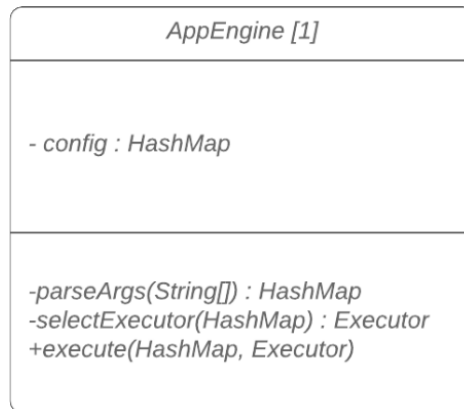 AppEngine [1]
- config : HashMap
-parseArgs(String[]) : HashMap
-selectExecutor(HashMap) : Executor
+execute(HashMap, Executor)